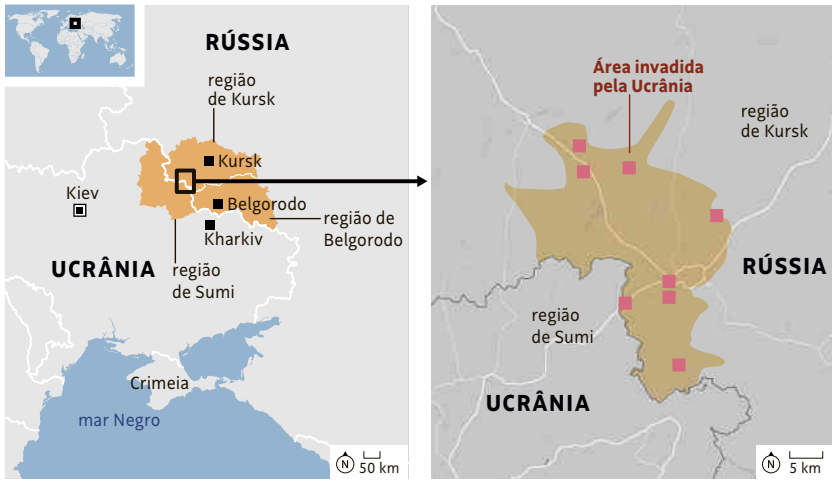 RÚSSIA
região
de Kursk
Kursk
Kiev
Belgorodo
Kharkiv
região de
Belgorodo
UCRÂNIA
região
de Sumi
Crimeia
mar Negro
N
50 km
Área invadida
pela Ucrânia
região
de Kursk
RÚSSIA
região
de Sumi
UCRÂNIA
N
5 km